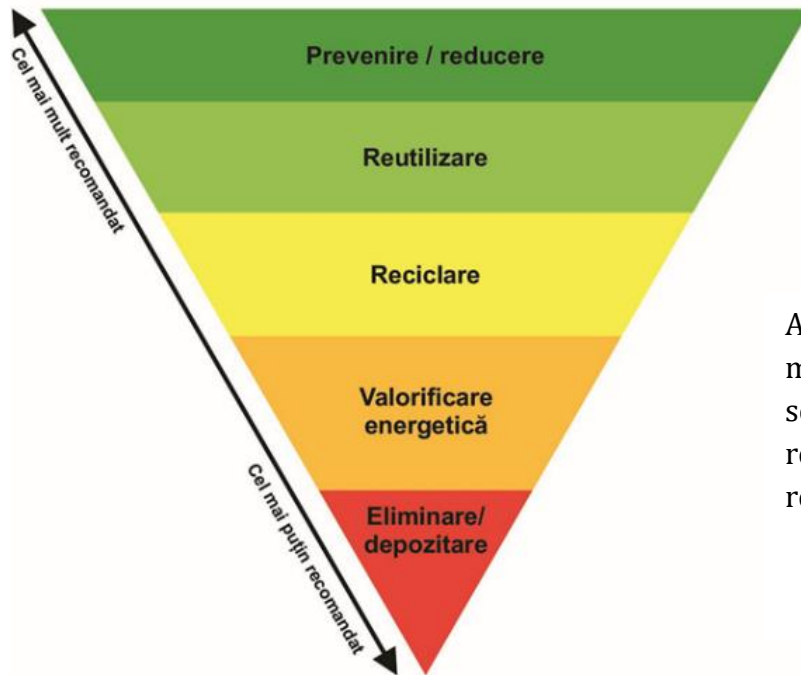 Prevenire / reducere
Cel mai mult recomandat
Reutilizare
Reciclare
Valorificare
energetică
Cel mai puțin recomandat
Eliminare/
depozitare